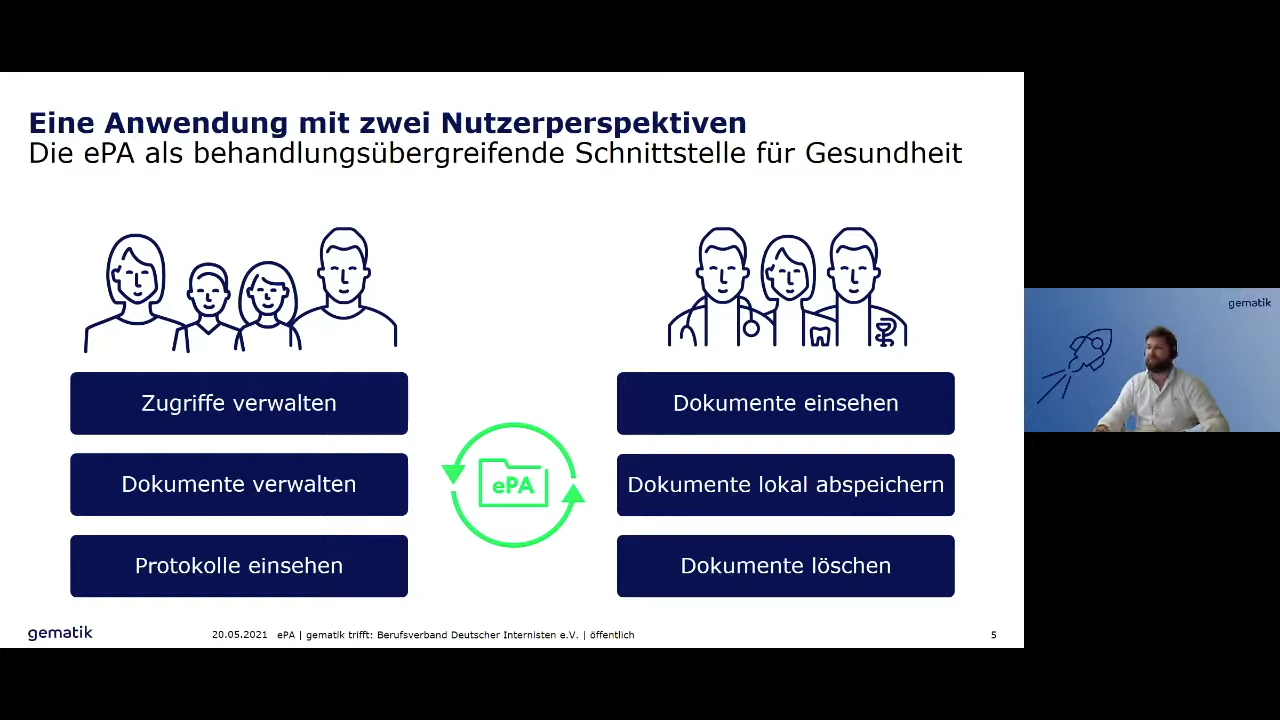 Eine Anwendung mit zwei Nutzerperspektiven
Die ePA als behandlungsübergreifende Schnittstelle für Gesundheit
Zugriffe verwalten
Dokumente verwalten
Protokolle einsehen
ePA
Dokumente einsehen
Dokumente lokal abspeichern
Dokumente löschen
gematik
20.05.2021 ePA | gematik trifft: Berufsverband Deutscher Internisten e.V. | öffentlich
5
gematik